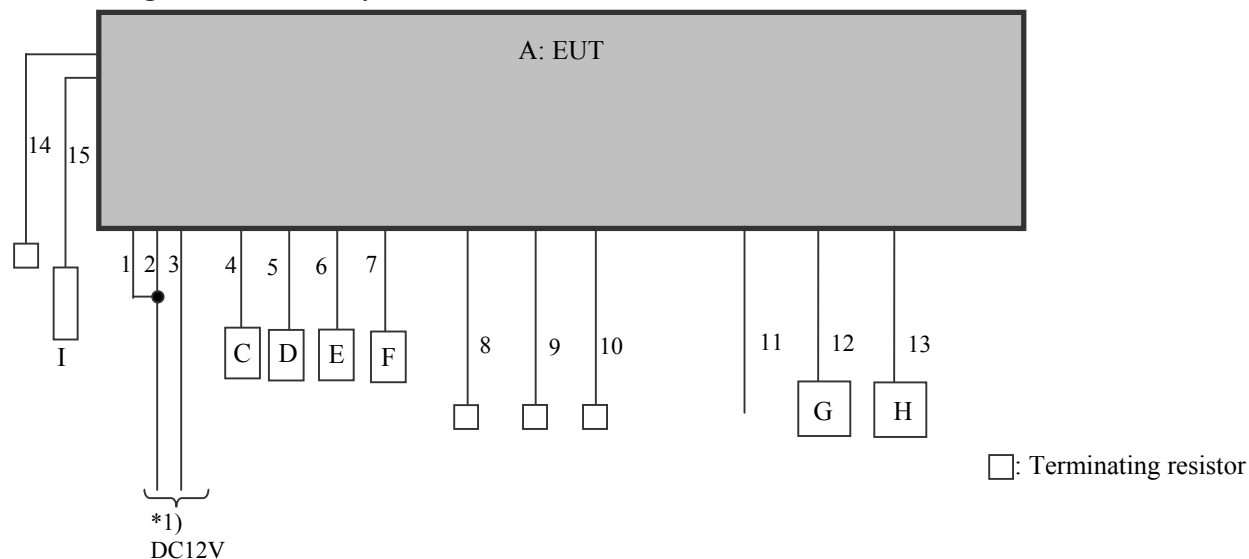 A: EUT
14
15
1 2 3 4 5 6 7
8 9 10 11 12 13
C D E F
I
G H
: Terminating resistor
*1)
DC12V